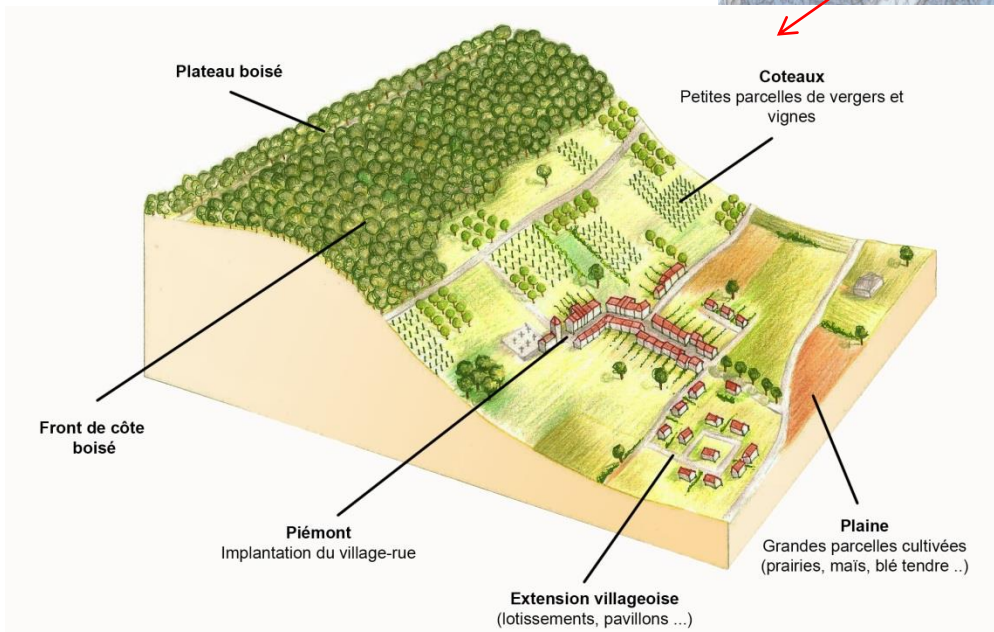 Plateau boisé
Coteaux
Petites parcelles de vergers et
vignes
Front de côte
boisé
Piémont
Implantation du village-rue
Plaine
Grandes parcelles cultivées
(prairies, maïs, blé tendre ..)
Extension villageoise
(lotissements, pavillons ...)